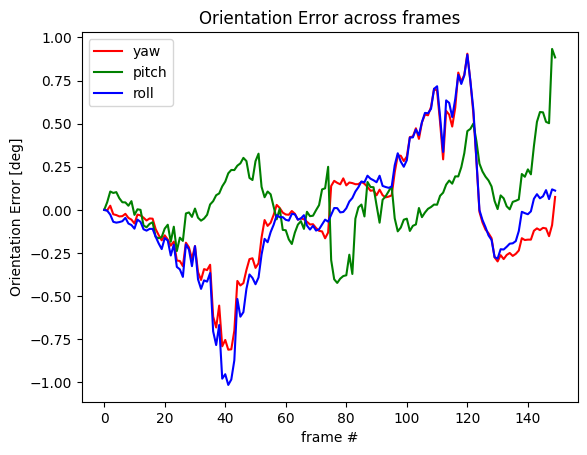 Orientation Error across frames
yaw
pitch
roll
Orientation Error [deg]
1.00
0.75
0.50
0.25
0.00
−0.25
−0.50
−0.75
−1.00
0 20 40 60 80 100 120 140
frame #